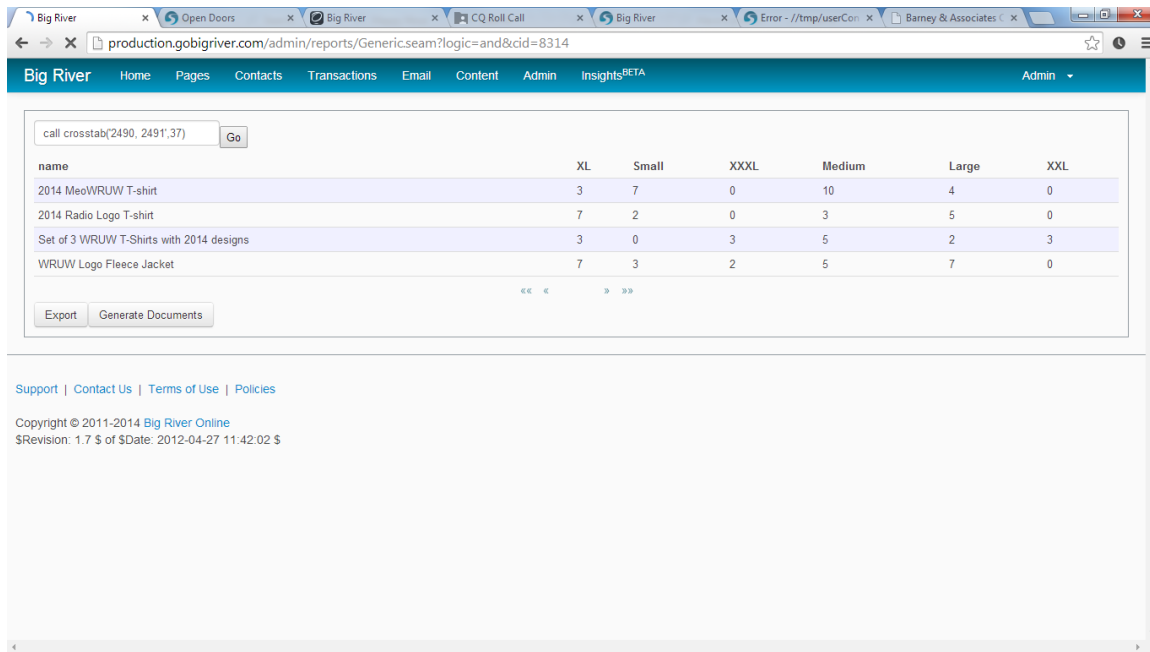 Big River Open Doors Big River CQ Roll Call Big River Error - //tmp/userCon Barney & Associates C
production.gobigriver.com/admin/reports/Generic.seam?logic=and&cid=8314
Big River Home Pages Contacts Transactions Email Content Admin InsightsBETA Admin
call crosstab('2490, 2491',37) Go
name XL Small XXXL Medium Large XXL
2014 MeoWRUW T-shirt 3 7 0 10 4 0
2014 Radio Logo T-shirt 7 2 0 3 5 0
Set of 3 WRUW T-Shirts with 2014 designs 3 0 3 5 2 3
WRUW Logo Fleece Jacket 7 3 2 5 7 0
«« « » »»
Export Generate Documents
Support | Contact Us | Terms of Use | Policies
Copyright © 2011-2014 Big River Online
$Revision: 1.7 $ of $Date: 2012-04-27 11:42:02 $